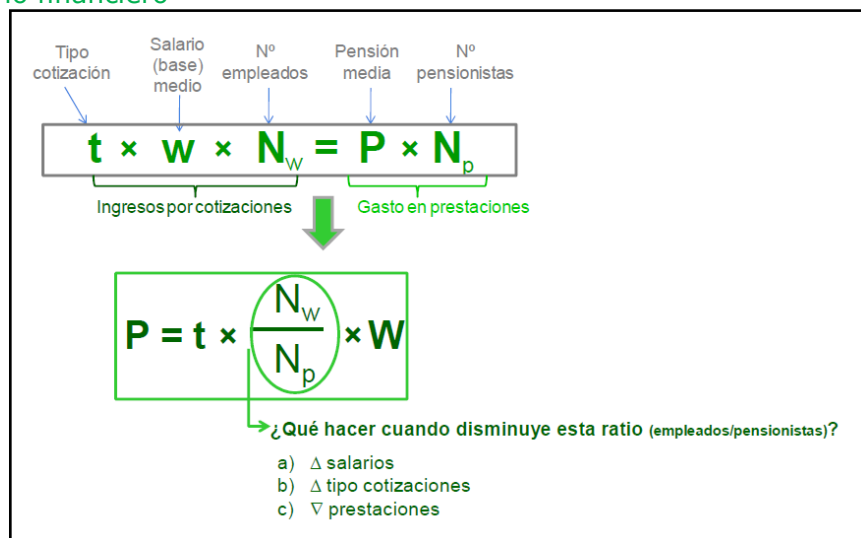 Tipo cotización Salario (base) medio Nº empleados Pensión media Nº pensionistas
t × w × Nw = P × Np
Ingresos por cotizaciones Gasto en prestaciones
P = t × Nw / Np × W
¿Qué hacer cuando disminuye esta ratio (empleados/pensionistas)?
a) Δ salarios
b) Δ tipo cotizaciones
c) ∇ prestaciones